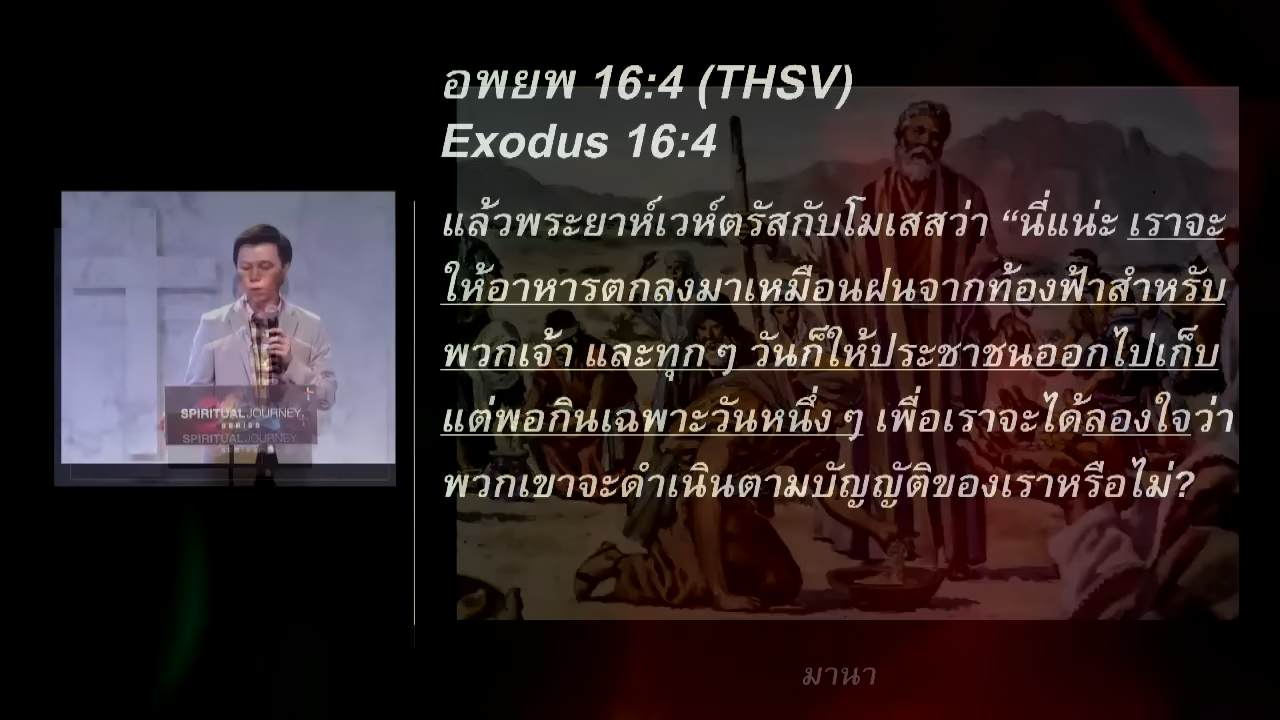 อพยพ 16:4 (THSV)
Exodus 16:4
แล้วพระยาห์เวห์ตรัสกับโมเสสว่า “นี่แน่ะ เราจะ
ให้อาหารตกลงมาเหมือนฝนจากท้องฟ้าสำหรับ
พวกเจ้า และทุก ๆ วันก็ให้ประชาชนออกไปเก็บ
แต่พอกินเฉพาะวันหนึ่ง ๆ เพื่อเราจะได้ลองใจว่า
พวกเขาจะดำเนินตามบัญญัติของเราหรือไม่?
SPIRITUALJOURNEY
SERIES
SPIRITUALJOURNEY
มานา